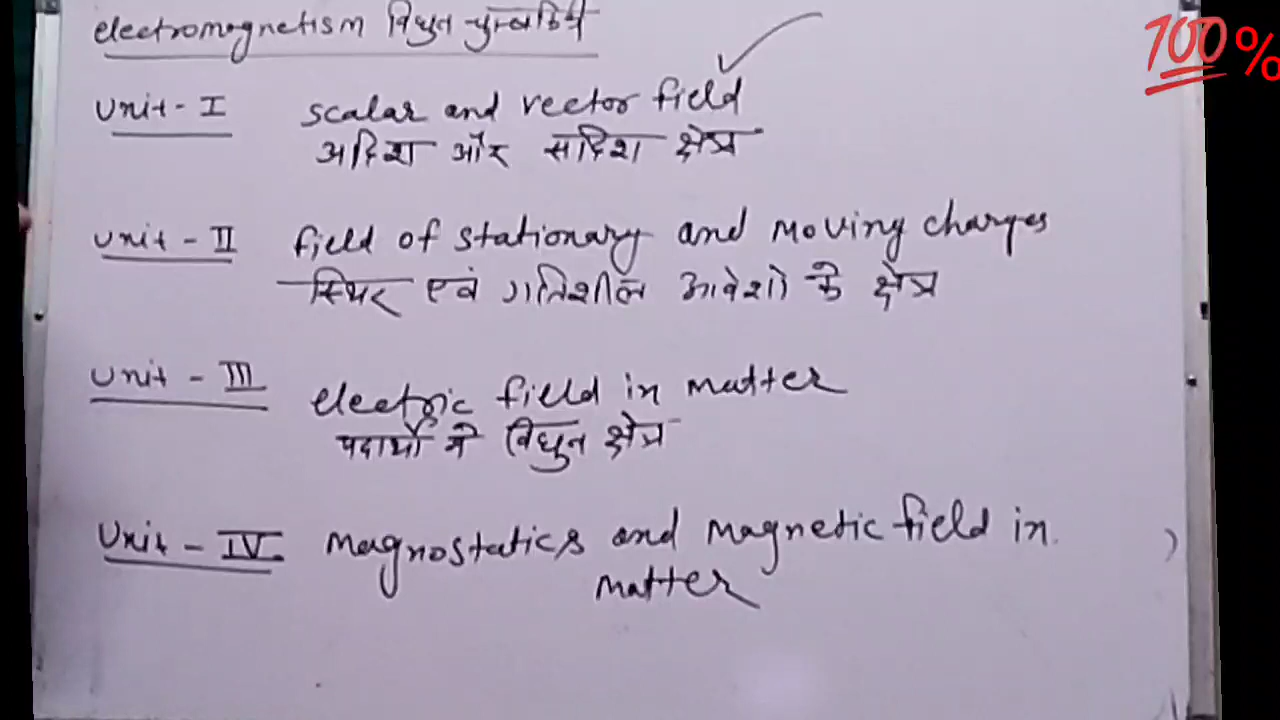 electromagnetism विधुत चुम्बकत्व
Unit - I scalar and vector field
अदिश और सदिश क्षेत्र
Unit - II field of stationary and moving charges
स्थिर एवं गतिशील आवेशो के क्षेत्र
Unit - III electric field in matter
पदार्थो मे विधुत क्षेत्र
Unit - IV Magnostatics and Magnetic field in
matter
100%